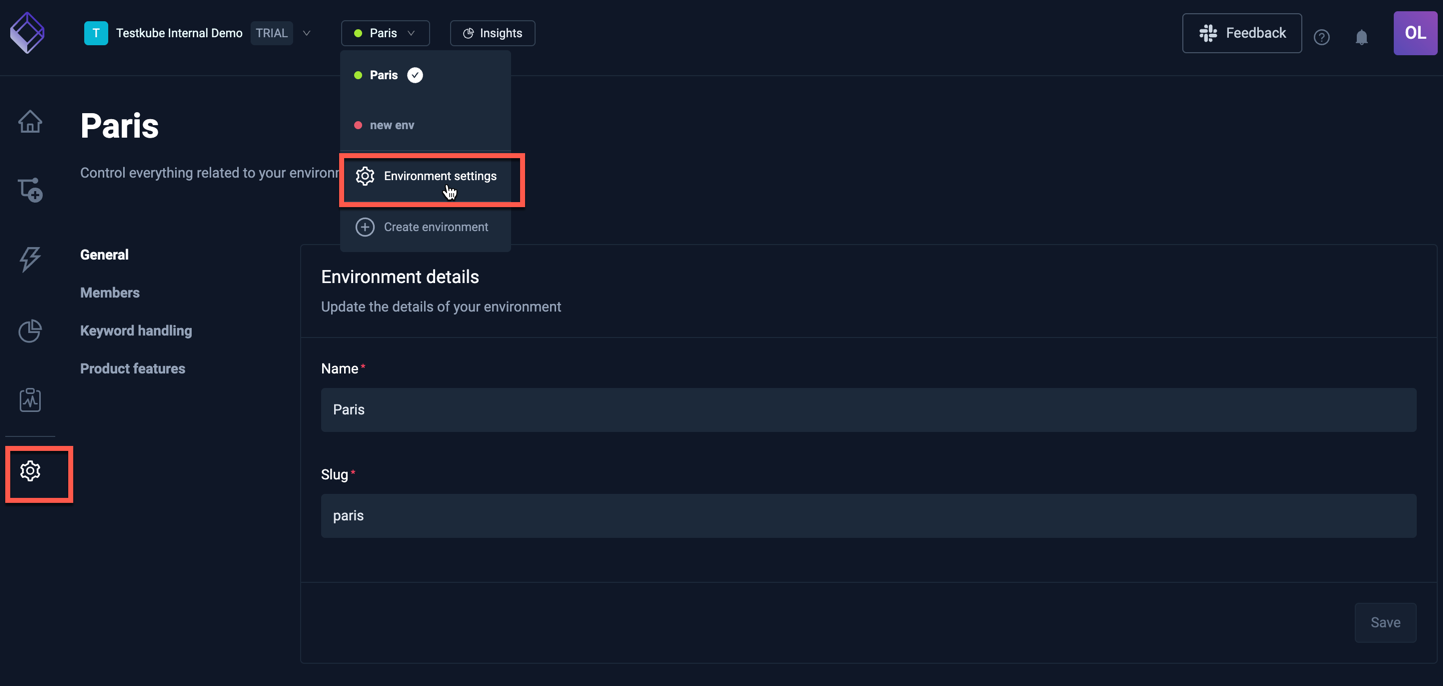 T Testkube Internal Demo TRIAL Paris Insights Feedback ? OL
Paris
new env
Paris
Control everything related to your environ
Environment settings
Create environment
General
Members
Keyword handling
Product features
Environment details
Update the details of your environment
Name*
Paris
Slug*
paris
Save